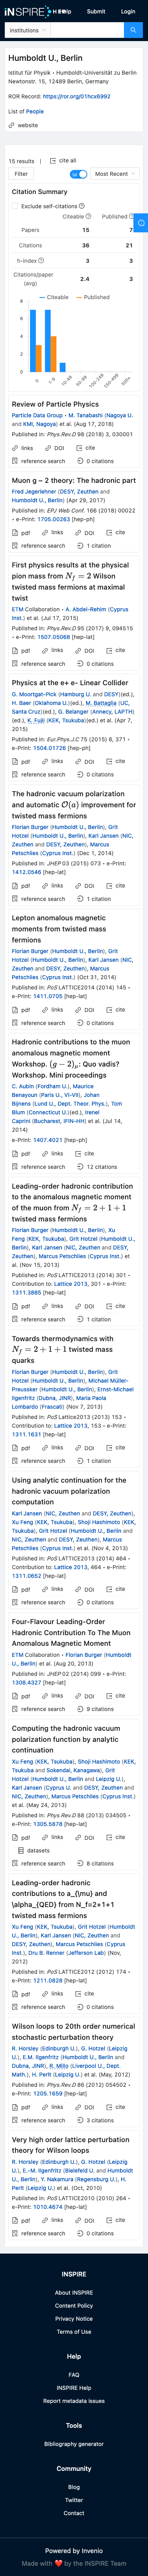 INSPIRE HEP
Help
Submit
Login
institutions
Humboldt U., Berlin
Humboldt U., Berlin
Institut für Physik • Humboldt-Universität zu Berlin
Newtonstr. 15, 12489 Berlin, Germany
ROR Record: https://ror.org/01hcx6992
List of People
website
15 results
cite all
Filter
Most Recent
Citation Summary
Exclude self-citations
Citeable
Published
Papers 15 7
Citations 36 21
h-index 3 3
Citations/paper (avg) 2.4 3
Citeable Published
8
6
4
2
0
0
1-9
10-49
50-99
100-249
250-499
500+
Review of Particle Physics
Particle Data Group • M. Tanabashi (Nagoya U.
and KMI, Nagoya) et al. (Aug 17, 2018)
Published in: Phys.Rev.D 98 (2018) 3, 030001
links DOI cite
reference search 0 citations
Muon g − 2 theory: The hadronic part
Fred Jegerlehner (DESY, Zeuthen and
Humboldt U., Berlin) (Apr 29, 2017)
Published in: EPJ Web Conf. 166 (2018) 00022
• e-Print: 1705.00263 [hep-ph]
pdf links DOI cite
reference search 1 citation
First physics results at the physical
pion mass from N_f = 2 Wilson
twisted mass fermions at maximal
twist
ETM Collaboration • A. Abdel-Rehim (Cyprus
Inst.) et al. (Jul 17, 2015)
Published in: Phys.Rev.D 95 (2017) 9, 094515
• e-Print: 1507.05068 [hep-lat]
pdf links DOI cite
reference search 0 citations
Physics at the e+ e- Linear Collider
G. Moortgat-Pick (Hamburg U. and DESY)(ed.),
H. Baer (Oklahoma U.)(ed.), M. Battaglia (UC,
Santa Cruz)(ed.), G. Belanger (Annecy, LAPTH)
(ed.), K. Fujii (KEK, Tsukuba)(ed.) et al. (Apr 7,
2015)
Published in: Eur.Phys.J.C 75 (2015) 8, 371 •
e-Print: 1504.01726 [hep-ph]
pdf links DOI cite
reference search 0 citations
The hadronic vacuum polarization
and automatic O(a) improvement for
twisted mass fermions
Florian Burger (Humboldt U., Berlin), Grit
Hotzel (Humboldt U., Berlin), Karl Jansen (NIC,
Zeuthen and DESY, Zeuthen), Marcus
Petschlies (Cyprus Inst.) (Dec 1, 2014)
Published in: JHEP 03 (2015) 073 • e-Print:
1412.0546 [hep-lat]
pdf links DOI cite
reference search 1 citation
Lepton anomalous magnetic
moments from twisted mass
fermions
Florian Burger (Humboldt U., Berlin), Grit
Hotzel (Humboldt U., Berlin), Karl Jansen (NIC,
Zeuthen and DESY, Zeuthen), Marcus
Petschlies (Cyprus Inst.) (Oct 31, 2014)
Published in: PoS LATTICE2014 (2014) 145 •
e-Print: 1411.0705 [hep-lat]
pdf links DOI cite
reference search 0 citations
Hadronic contributions to the muon
anomalous magnetic moment
Workshop. (g − 2)_μ: Quo vadis?
Workshop. Mini proceedings
C. Aubin (Fordham U.), Maurice
Benayoun (Paris U., VI-VII), Johan
Bijnens (Lund U., Dept. Theor. Phys.), Tom
Blum (Connecticut U.)(ed.), Irenel
Caprini (Bucharest, IFIN-HH) et al. (Jul 14,
2014)
e-Print: 1407.4021 [hep-ph]
pdf links cite
reference search 12 citations
Leading-order hadronic contribution
to the anomalous magnetic moment
of the muon from N_f = 2 + 1 + 1
twisted mass fermions
Florian Burger (Humboldt U., Berlin), Xu
Feng (KEK, Tsukuba), Grit Hotzel (Humboldt U.,
Berlin), Karl Jansen (NIC, Zeuthen and DESY,
Zeuthen), Marcus Petschlies (Cyprus Inst.) et
al. (Nov 15, 2013)
Published in: PoS LATTICE2013 (2014) 301 •
Contribution to: Lattice 2013, 301 • e-Print:
1311.3885 [hep-lat]
pdf links DOI cite
reference search 1 citation
Towards thermodynamics with
N_f = 2 + 1 + 1 twisted mass
quarks
Florian Burger (Humboldt U., Berlin), Grit
Hotzel (Humboldt U., Berlin), Michael Müller-
Preussker (Humboldt U., Berlin), Ernst-Michael
Ilgenfritz (Dubna, JINR), Maria Paola
Lombardo (Frascati) (Nov 7, 2013)
Published in: PoS Lattice2013 (2013) 153 •
Contribution to: Lattice 2013, 153 • e-Print:
1311.1631 [hep-lat]
pdf links DOI cite
reference search 1 citation
Using analytic continuation for the
hadronic vacuum polarization
computation
Karl Jansen (NIC, Zeuthen and DESY, Zeuthen),
Xu Feng (KEK, Tsukuba), Shoji Hashimoto (KEK,
Tsukuba), Grit Hotzel (Humboldt U., Berlin and
NIC, Zeuthen and DESY, Zeuthen), Marcus
Petschlies (Cyprus Inst.) et al. (Nov 4, 2013)
Published in: PoS LATTICE2013 (2014) 464 •
Contribution to: Lattice 2013, 464 • e-Print:
1311.0652 [hep-lat]
pdf links DOI cite
reference search 0 citations
Four-Flavour Leading-Order
Hadronic Contribution To The Muon
Anomalous Magnetic Moment
ETM Collaboration • Florian Burger (Humboldt
U., Berlin) et al. (Aug 20, 2013)
Published in: JHEP 02 (2014) 099 • e-Print:
1308.4327 [hep-lat]
pdf links DOI cite
reference search 9 citations
Computing the hadronic vacuum
polarization function by analytic
continuation
Xu Feng (KEK, Tsukuba), Shoji Hashimoto (KEK,
Tsukuba and Sokendai, Kanagawa), Grit
Hotzel (Humboldt U., Berlin and Leipzig U.),
Karl Jansen (Cyprus U. and DESY, Zeuthen and
NIC, Zeuthen), Marcus Petschlies (Cyprus Inst.)
et al. (May 24, 2013)
Published in: Phys.Rev.D 88 (2013) 034505 •
e-Print: 1305.5878 [hep-lat]
pdf links DOI cite
datasets
reference search 8 citations
Leading-order hadronic
contributions to a_{\mu} and
\alpha_{QED} from N_f=2+1+1
twisted mass fermions
Xu Feng (KEK, Tsukuba), Grit Hotzel (Humboldt
U., Berlin), Karl Jansen (NIC, Zeuthen and
DESY, Zeuthen), Marcus Petschlies (Cyprus
Inst.), Dru B. Renner (Jefferson Lab) (Nov,
2012)
Published in: PoS LATTICE2012 (2012) 174 •
e-Print: 1211.0828 [hep-lat]
pdf links DOI cite
reference search 0 citations
Wilson loops to 20th order numerical
stochastic perturbation theory
R. Horsley (Edinburgh U.), G. Hotzel (Leipzig
U.), E.M. Ilgenfritz (Humboldt U., Berlin and
Dubna, JINR), R. Millo (Liverpool U., Dept.
Math.), H. Perlt (Leipzig U.) et al. (May, 2012)
Published in: Phys.Rev.D 86 (2012) 054502 •
e-Print: 1205.1659 [hep-lat]
pdf links DOI cite
reference search 3 citations
Very high order lattice perturbation
theory for Wilson loops
R. Horsley (Edinburgh U.), G. Hotzel (Leipzig
U.), E.-M. Ilgenfritz (Bielefeld U. and Humboldt
U., Berlin), Y. Nakamura (Regensburg U.), H.
Perlt (Leipzig U.) et al. (Oct, 2010)
Published in: PoS LATTICE2010 (2010) 264 •
e-Print: 1010.4674 [hep-lat]
pdf links DOI cite
reference search 0 citations
INSPIRE
About INSPIRE
Content Policy
Privacy Notice
Terms of Use
Help
FAQ
INSPIRE Help
Report metadata issues
Tools
Bibliography generator
Community
Blog
Twitter
Contact
Powered by Invenio
Made with ❤ by the INSPIRE Team